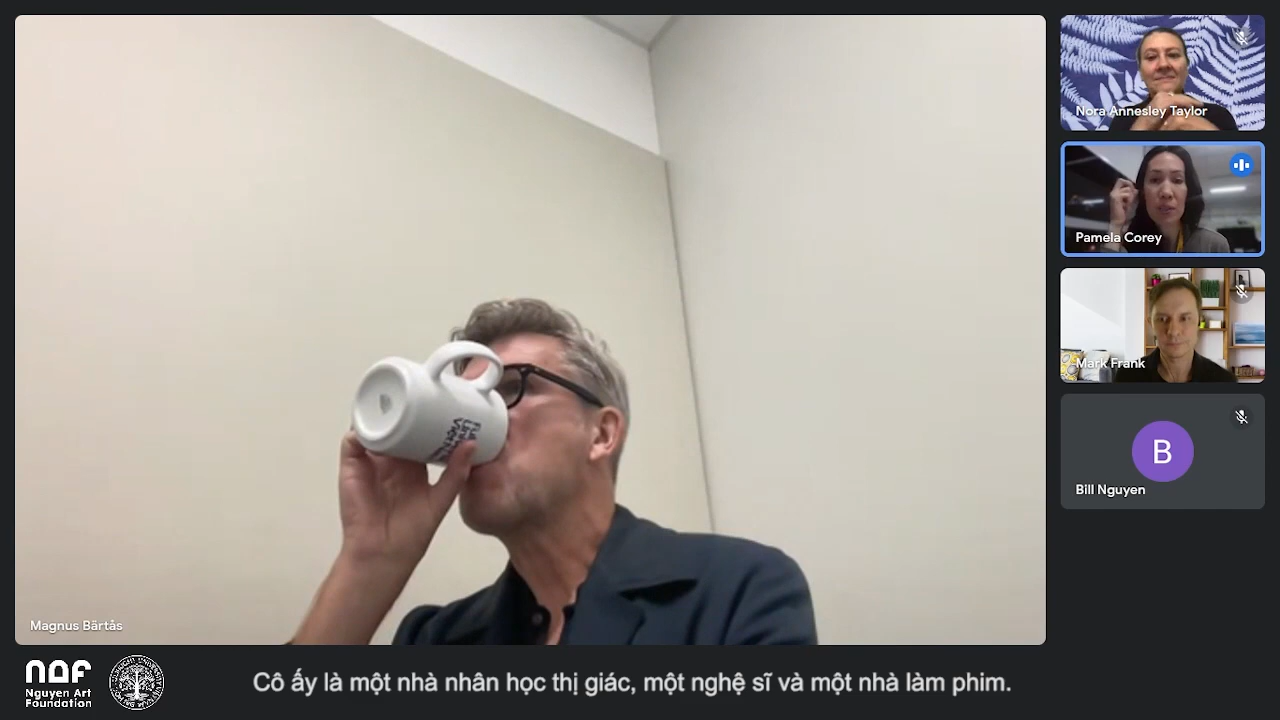 Nora Annesley Taylor
Pamela Corey
Mark Frank
B
Bill Nguyen
Magnus Bärtås
naf
Nguyen Art
Foundation
Cô ấy là một nhà nhân học thị giác, một nghệ sĩ và một nhà làm phim.